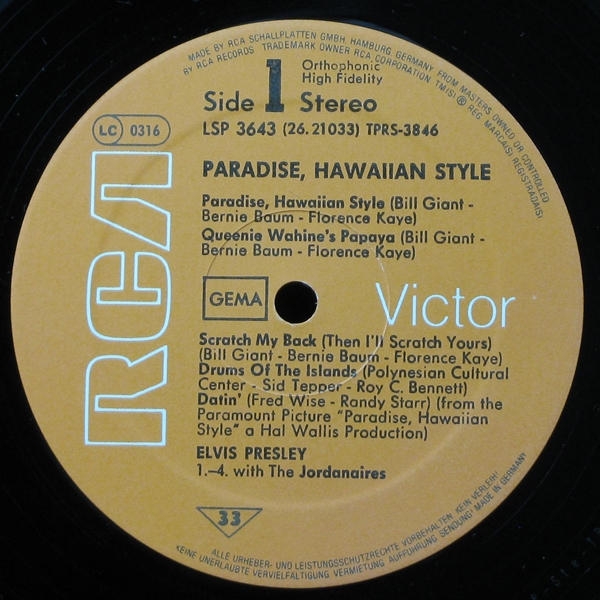 MADE BY RCA SCHALLPLATTEN GMBH, HAMBURG, GERMANY FROM MASTERS OWNED OR CONTROLLED
BY RCA RECORDS TRADEMARK OWNER RCA CORPORATION TM(S) ® REG. MARCA(S) REGISTRADA(S)
Orthophonic
High Fidelity
Side 1 Stereo
LC 0316
LSP 3643 (26.21033) TPRS-3846
PARADISE, HAWAIIAN STYLE
Paradise, Hawaiian Style (Bill Giant -
Bernie Baum - Florence Kaye)
Queenie Wahine's Papaya (Bill Giant -
Bernie Baum - Florence Kaye)
RCA
GEMA
Victor
Scratch My Back (Then I'll Scratch Yours)
(Bill Giant - Bernie Baum - Florence Kaye)
Drums Of The Islands (Polynesian Cultural
Center - Sid Tepper - Roy C. Bennett)
Datin' (Fred Wise - Randy Starr) (from the
Paramount Picture "Paradise, Hawaiian
Style" a Hal Wallis Production)
ELVIS PRESLEY
1.–4. with The Jordanaires
33
ALLE URHEBER- UND LEISTUNGSSCHUTZRECHTE VORBEHALTEN. KEIN VERLEIH!
KEINE UNERLAUBTE VERVIELFÄLTIGUNG, VERMIETUNG, AUFFÜHRUNG, SENDUNG! MADE IN GERMANY